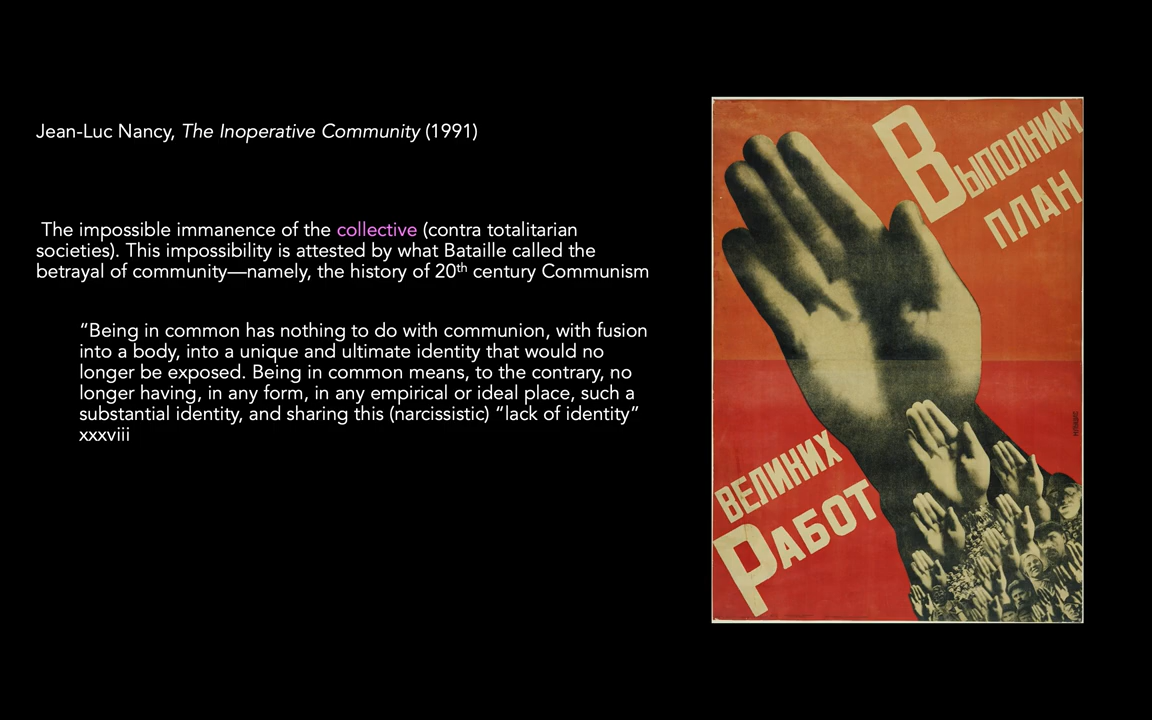 Jean-Luc Nancy, The Inoperative Community (1991)
The impossible immanence of the collective (contra totalitarian
societies). This impossibility is attested by what Bataille called the
betrayal of community—namely, the history of 20th century Communism
“Being in common has nothing to do with communion, with fusion
into a body, into a unique and ultimate identity that would no
longer be exposed. Being in common means, to the contrary, no
longer having, in any form, in any empirical or ideal place, such a
substantial identity, and sharing this (narcissistic) “lack of identity”
xxxviii
Выполним
план
великих
работ